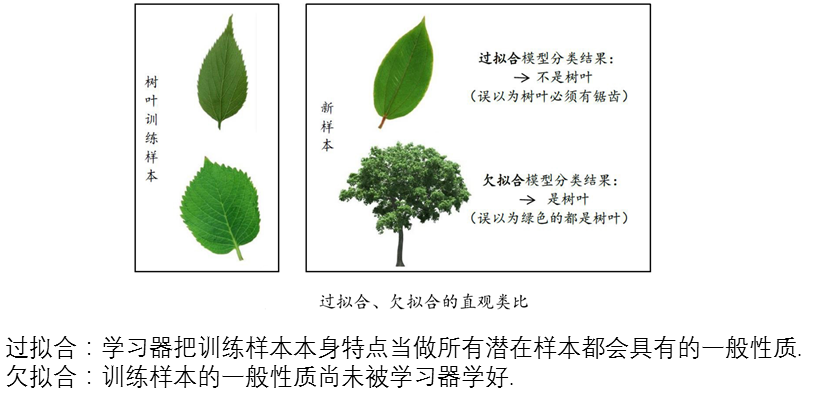 树叶训练样本
新样本
过拟合模型分类结果：
→ 不是树叶
（误以为树叶必须有锯齿）
欠拟合模型分类结果：
→ 是树叶
（误以为绿色的都是树叶）
过拟合、欠拟合的直观类比
过拟合：学习器把训练样本本身特点当做所有潜在样本都会具有的一般性质.
欠拟合：训练样本的一般性质尚未被学习器学好.